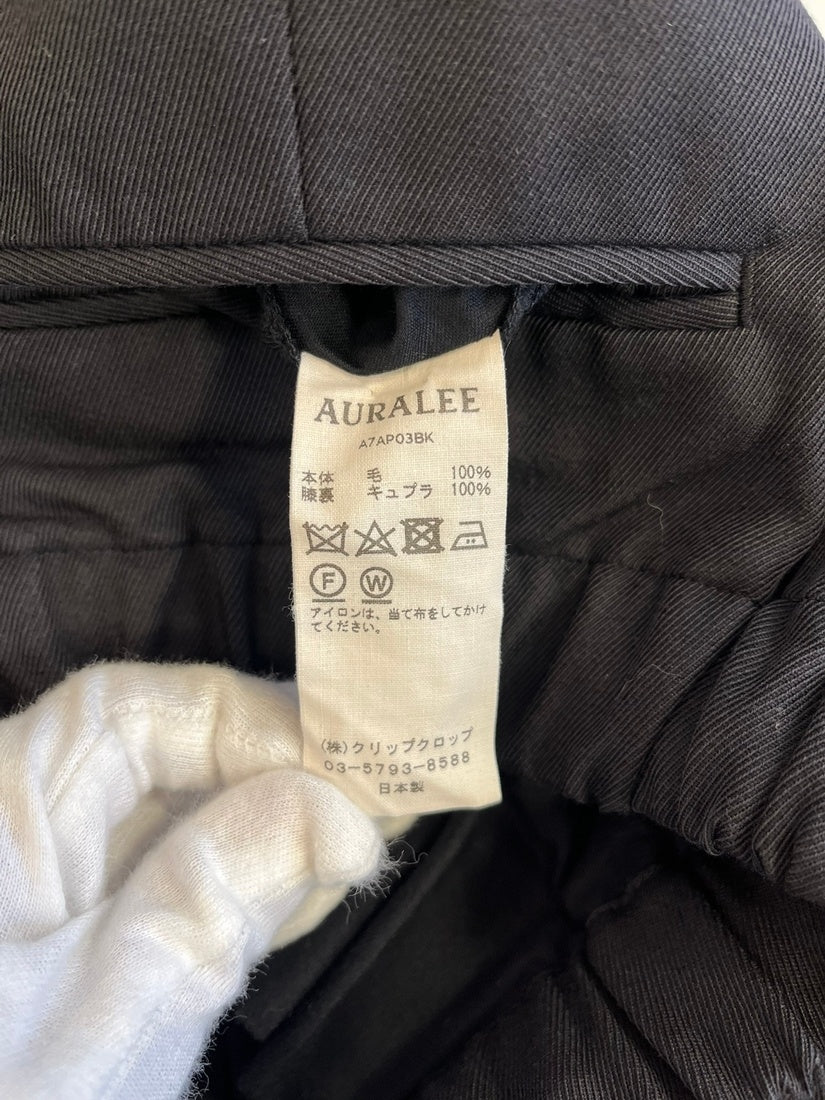 AURALEE
A7AP03BK
本体 毛 100%
膝裏 キュプラ 100%
F W
アイロンは、当て布をしてかけ
てください。
(株)クリップクロップ
03-5793-8588
日本製